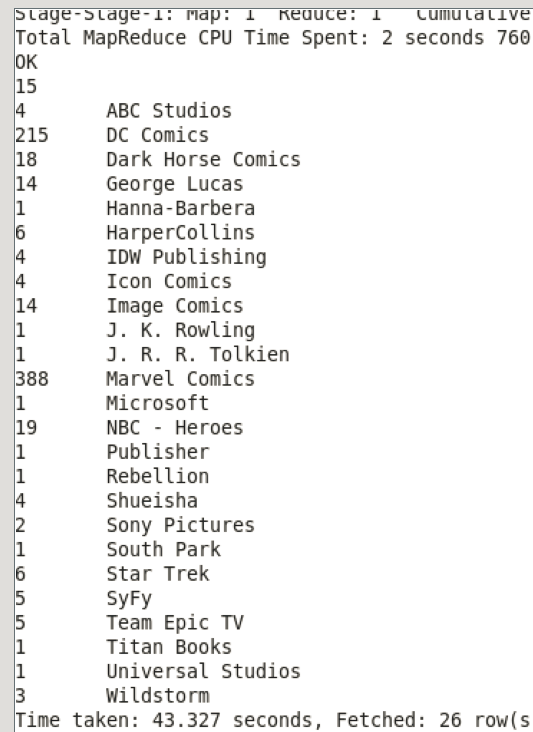 Stage-Stage-1: Map: 1  Reduce: 1   Cumulative
Total MapReduce CPU Time Spent: 2 seconds 760
OK
15
4       ABC Studios
215     DC Comics
18      Dark Horse Comics
14      George Lucas
1       Hanna-Barbera
6       HarperCollins
4       IDW Publishing
4       Icon Comics
14      Image Comics
1       J. K. Rowling
1       J. R. R. Tolkien
388     Marvel Comics
1       Microsoft
19      NBC - Heroes
1       Publisher
1       Rebellion
4       Shueisha
2       Sony Pictures
1       South Park
6       Star Trek
5       SyFy
5       Team Epic TV
1       Titan Books
1       Universal Studios
3       Wildstorm
Time taken: 43.327 seconds, Fetched: 26 row(s